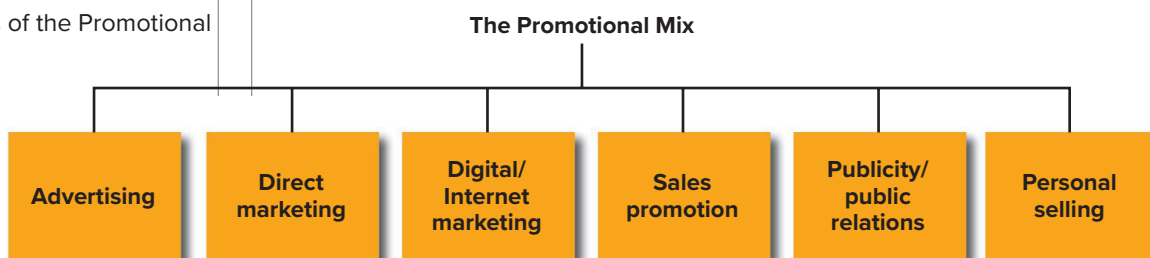 of the Promotional
The Promotional Mix
Advertising
Direct
marketing
Digital/
Internet
marketing
Sales
promotion
Publicity/
public
relations
Personal
selling